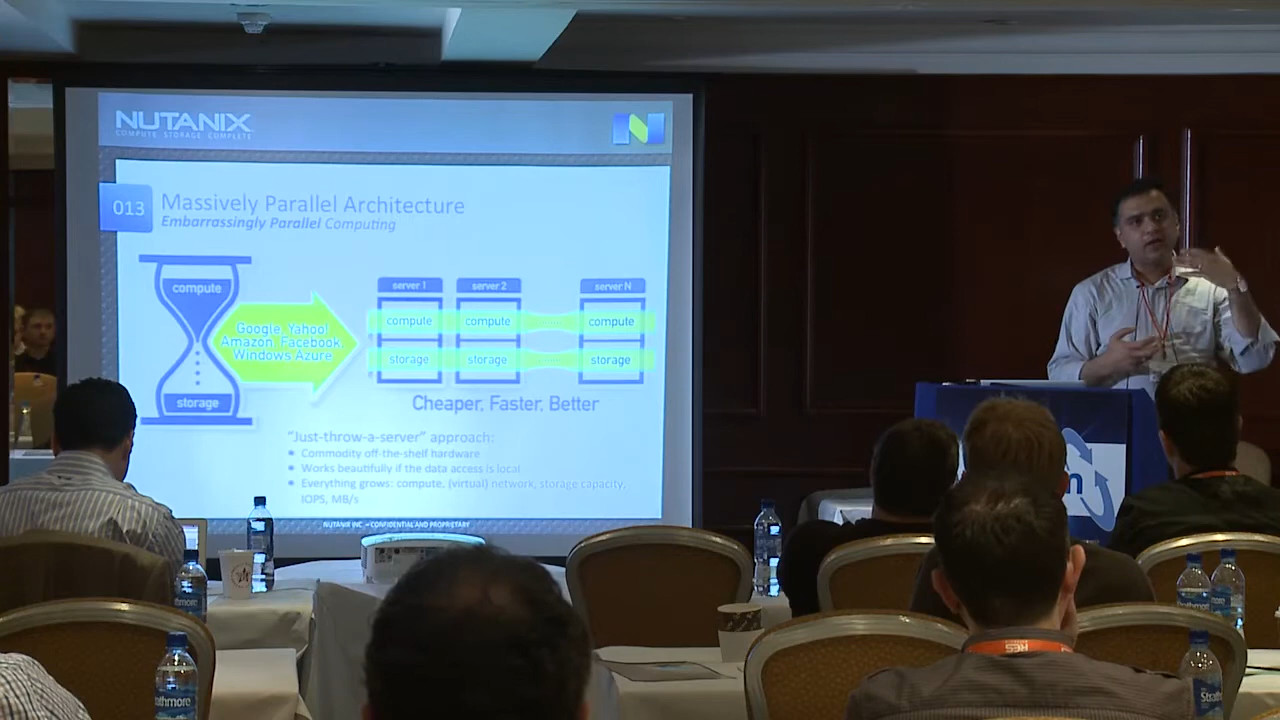 NUTANIX
COMPUTE STORAGE COMPLETE
N
013
Massively Parallel Architecture
Embarrassingly Parallel Computing
compute
storage
Google, Yahoo!
Amazon, Facebook,
Windows Azure
server 1
server 2
server N
compute
compute
compute
storage
storage
storage
Cheaper, Faster, Better
"Just-throw-a-server" approach:
Commodity off-the-shelf hardware
Works beautifully if the data access is local
Everything grows: compute, (virtual) network, storage capacity,
IOPS, MB/s
NUTANIX INC. – CONFIDENTIAL AND PROPRIETARY